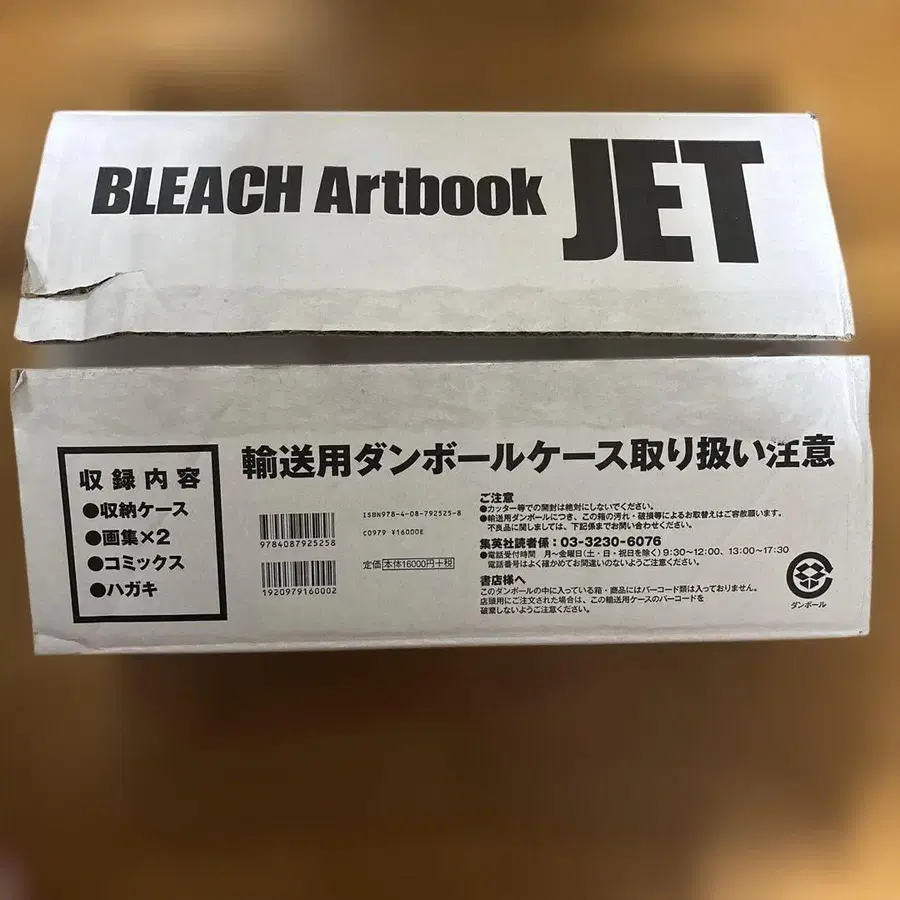 BLEACH Artbook JET
輸送用ダンボールケース取り扱い注意
収録内容
●収納ケース
●画集×2
●コミックス
●ハガキ
9784087925258
1920979160002
ISBN978-4-08-792525-8
C0979 ¥16000E
定価 本体16000円+税
ご注意
●カッター等での開封は絶対にしないでください。
●輸送用ダンボールにつき、この箱の汚れ・破損等によるお取替えはご容赦願います。
不良品に関しましては、下記係までお問い合わせください。
集英社読者係：03-3230-6076
●電話受付時間 月〜金曜日(土・日・祝日を除く) 9:30〜12:00、13:00〜17:30
電話番号はよく確かめてお間違いのないようご注意ください。
書店様へ
このダンボールの中に入っている箱・商品にはバーコード類は入っておりません。
店頭用にご注文された場合は、この輸送用ケースのバーコードを
破棄しないようご注意ください。
ダンボール